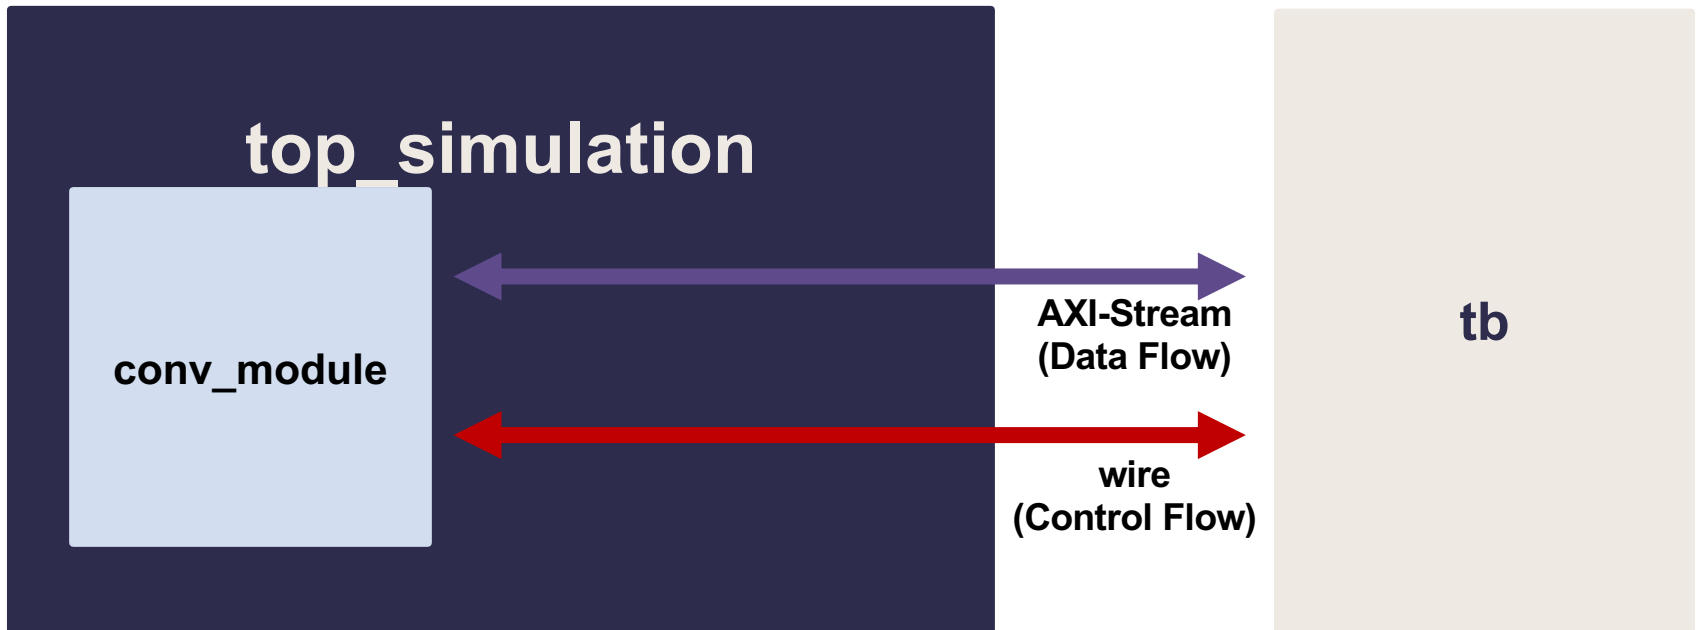 top_simulation
conv_module
AXI-Stream
(Data Flow)
wire
(Control Flow)
tb